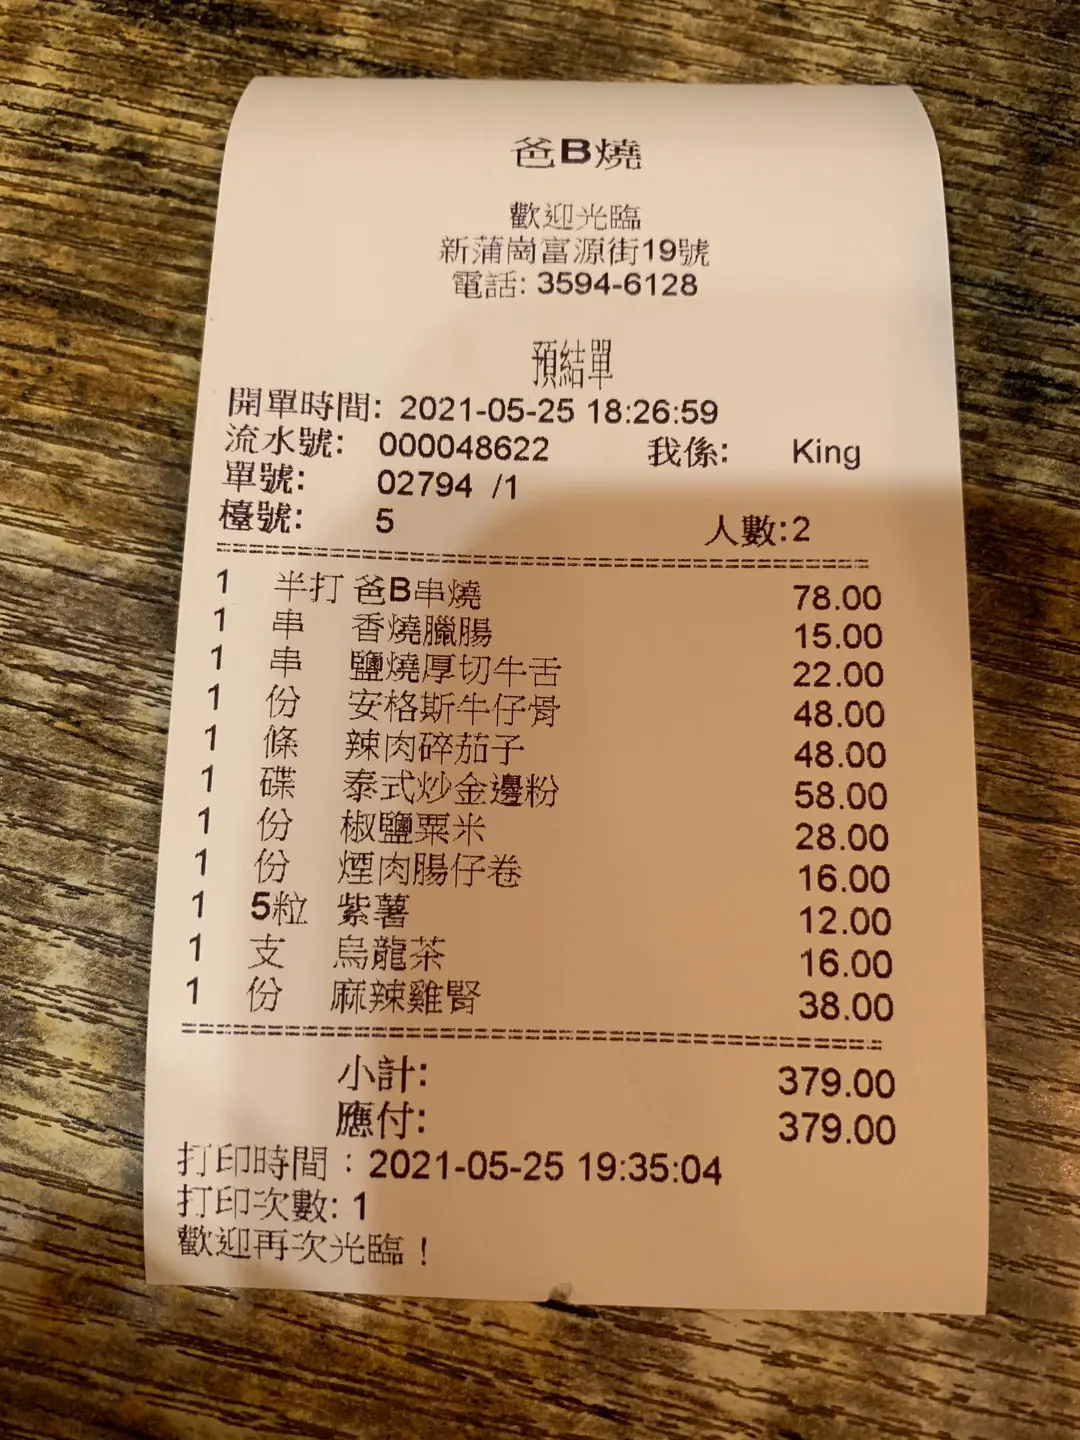 爸B燒
歡迎光臨
新蒲崗富源街19號
電話: 3594-6128
預結單
開單時間: 2021-05-25 18:26:59
流水號: 000048622 我係: King
單號: 02794 /1
檯號: 5 人數:2
1 半打 爸B串燒 78.00
1 串 香燒臘腸 15.00
1 串 鹽燒厚切牛舌 22.00
1 份 安格斯牛仔骨 48.00
1 條 辣肉碎茄子 48.00
1 碟 泰式炒金邊粉 58.00
1 份 椒鹽粟米 28.00
1 份 煙肉腸仔卷 16.00
1 5粒 紫薯 12.00
1 支 烏龍茶 16.00
1 份 麻辣雞腎 38.00
小計: 379.00
應付: 379.00
打印時間：2021-05-25 19:35:04
打印次數: 1
歡迎再次光臨！